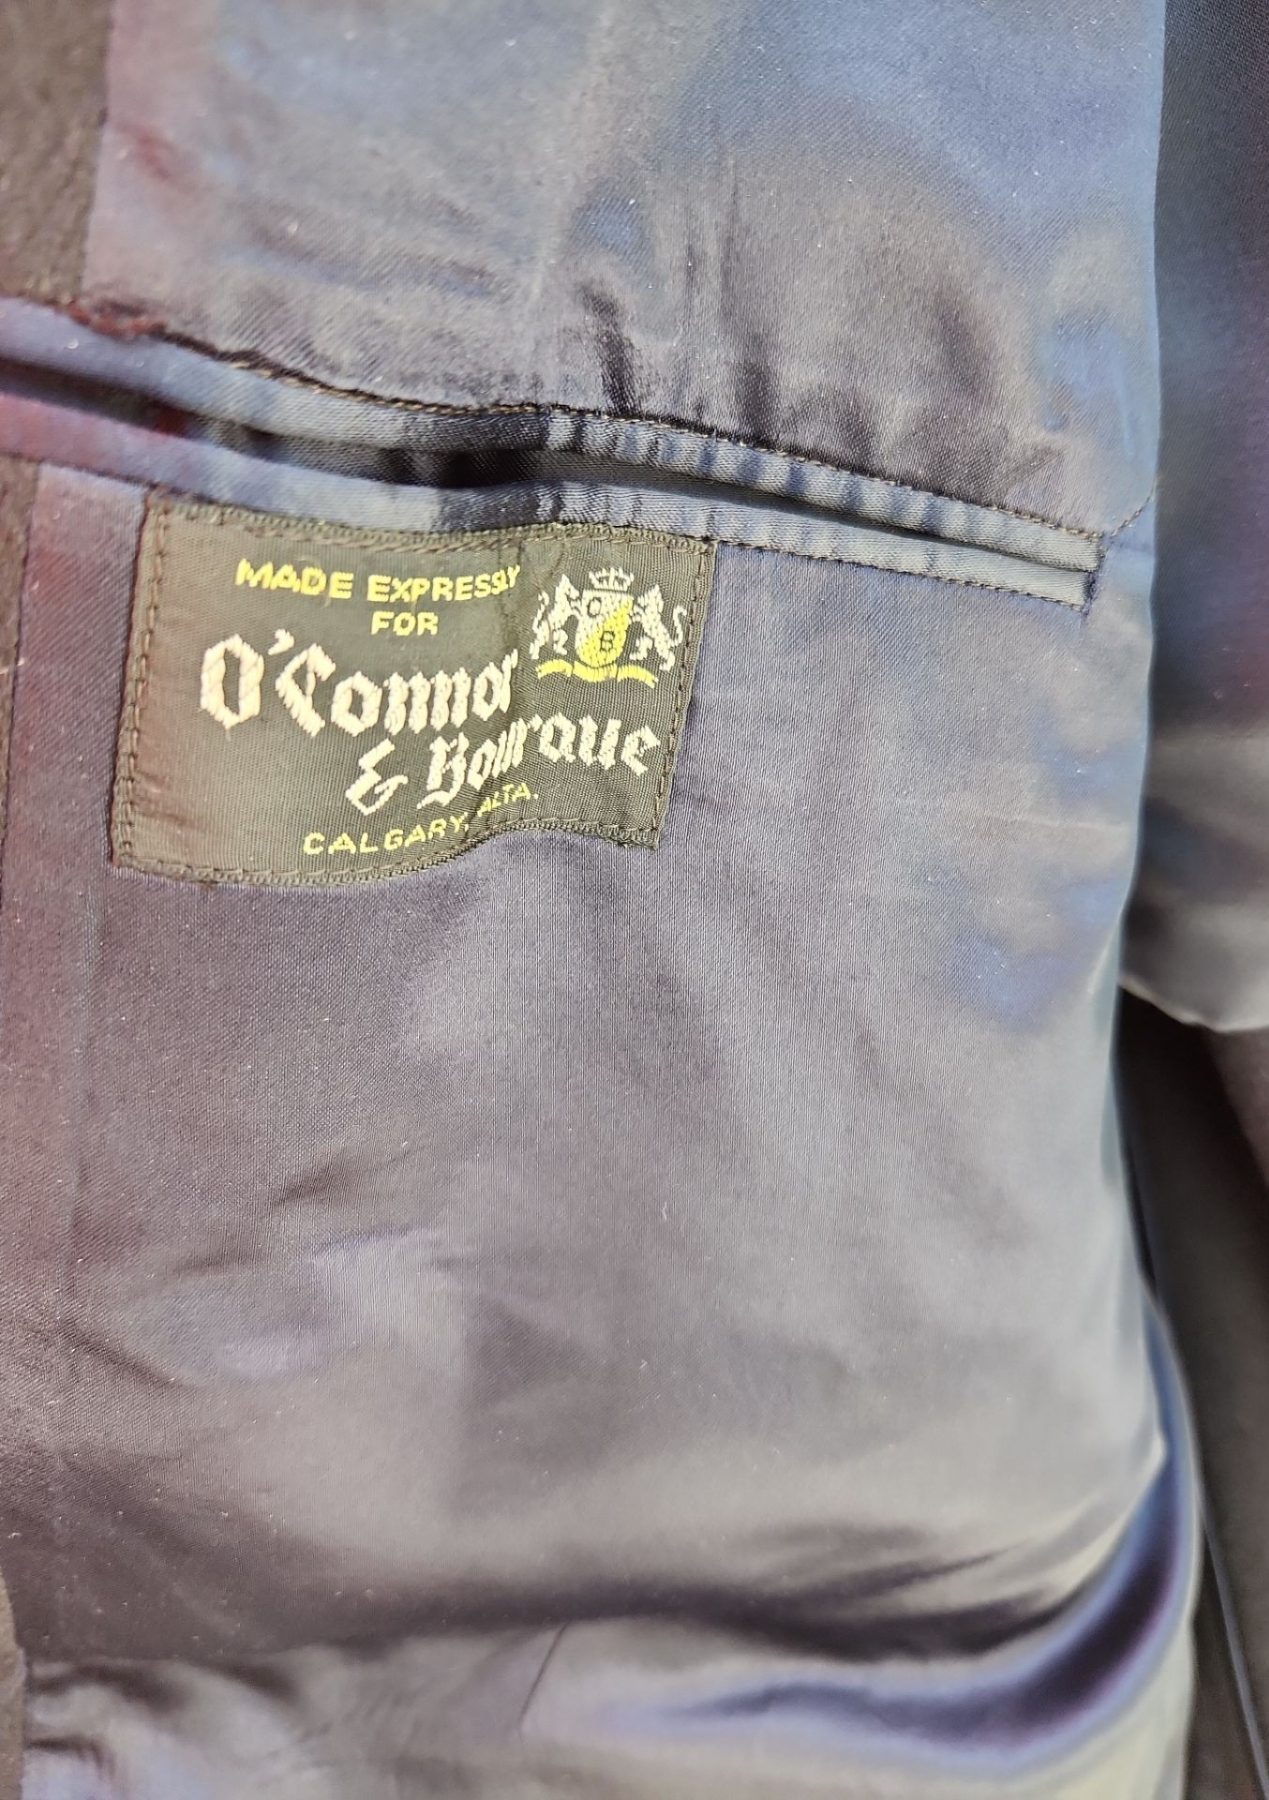 MADE EXPRESSLY
FOR
O'Connor
& Bourque
CALGARY, ALTA.
O
B